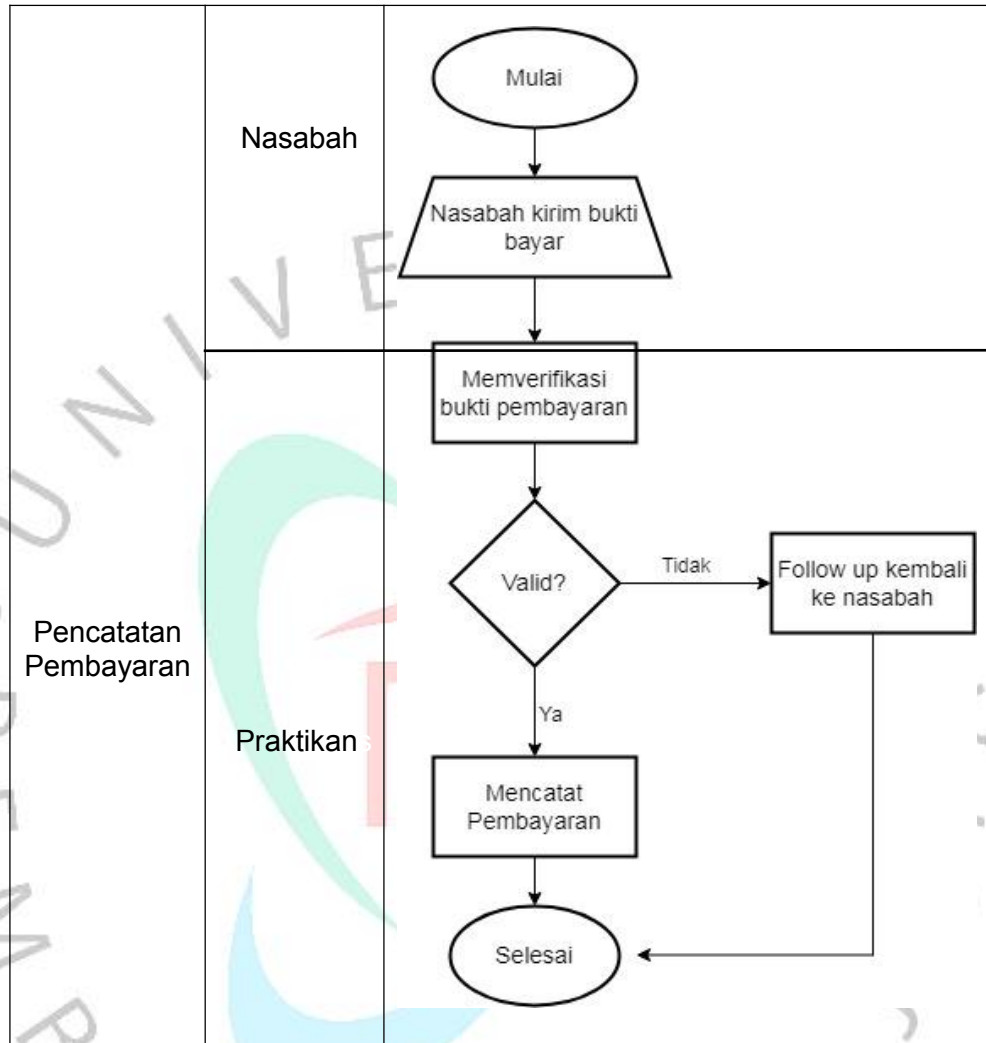 Pencatatan
Pembayaran
Nasabah
Mulai
Nasabah kirim bukti
bayar
Praktikan
Memverifikasi
bukti pembayaran
Valid?
Tidak
Follow up kembali
ke nasabah
Ya
Mencatat
Pembayaran
Selesai